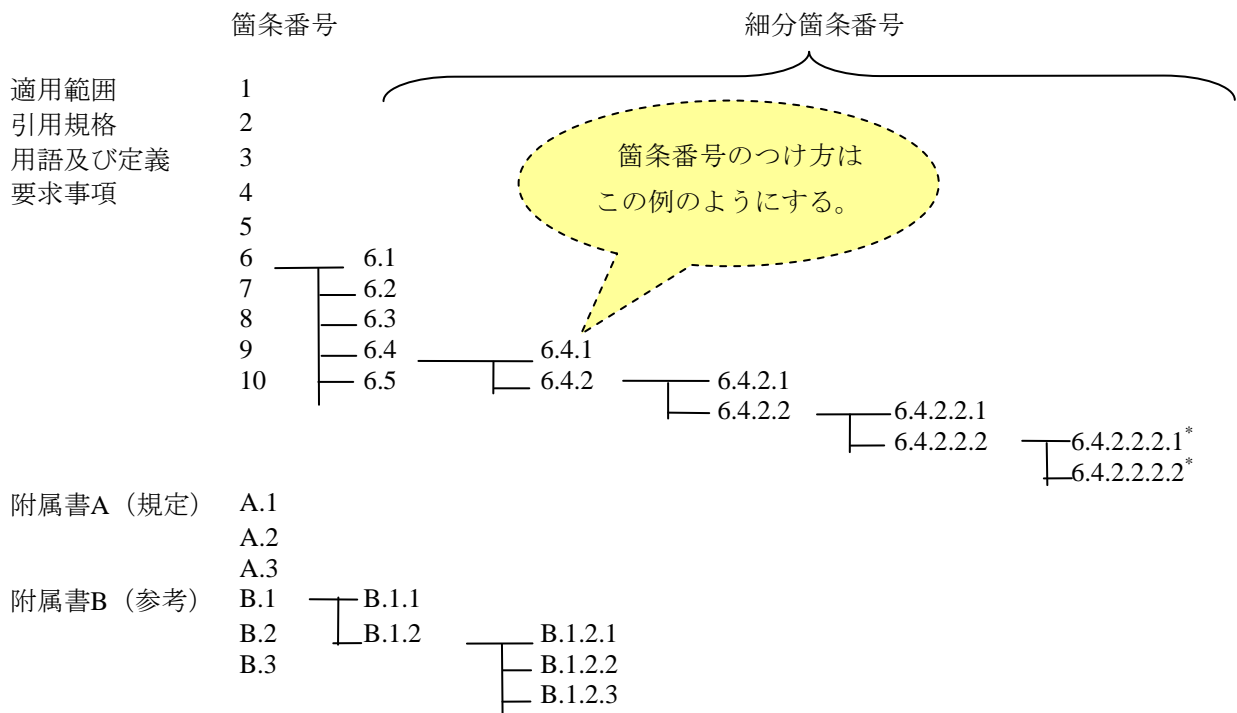 箇条番号 細分箇条番号
適用範囲 1
引用規格 2
用語及び定義 3
要求事項 4
箇条番号のつけ方は
この例のようにする。
5
6 6.1
7 6.2
8 6.3
9 6.4 6.4.1
10 6.5 6.4.2 6.4.2.1
6.4.2.2 6.4.2.2.1
6.4.2.2.2 6.4.2.2.2.1*
6.4.2.2.2.2*
附属書A（規定） A.1
A.2
A.3
附属書B（参考） B.1 B.1.1
B.2 B.1.2 B.1.2.1
B.3 B.1.2.2
B.1.2.3